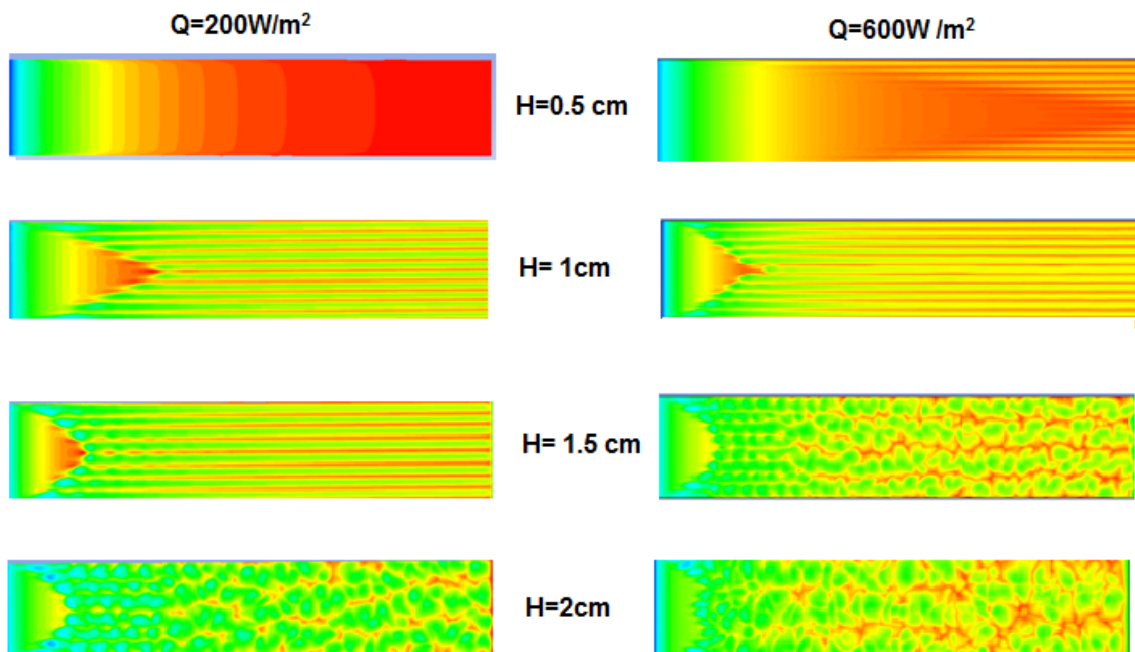 Q=200W/m²
Q=600W /m²
H=0.5 cm
H= 1cm
H= 1.5 cm
H=2cm